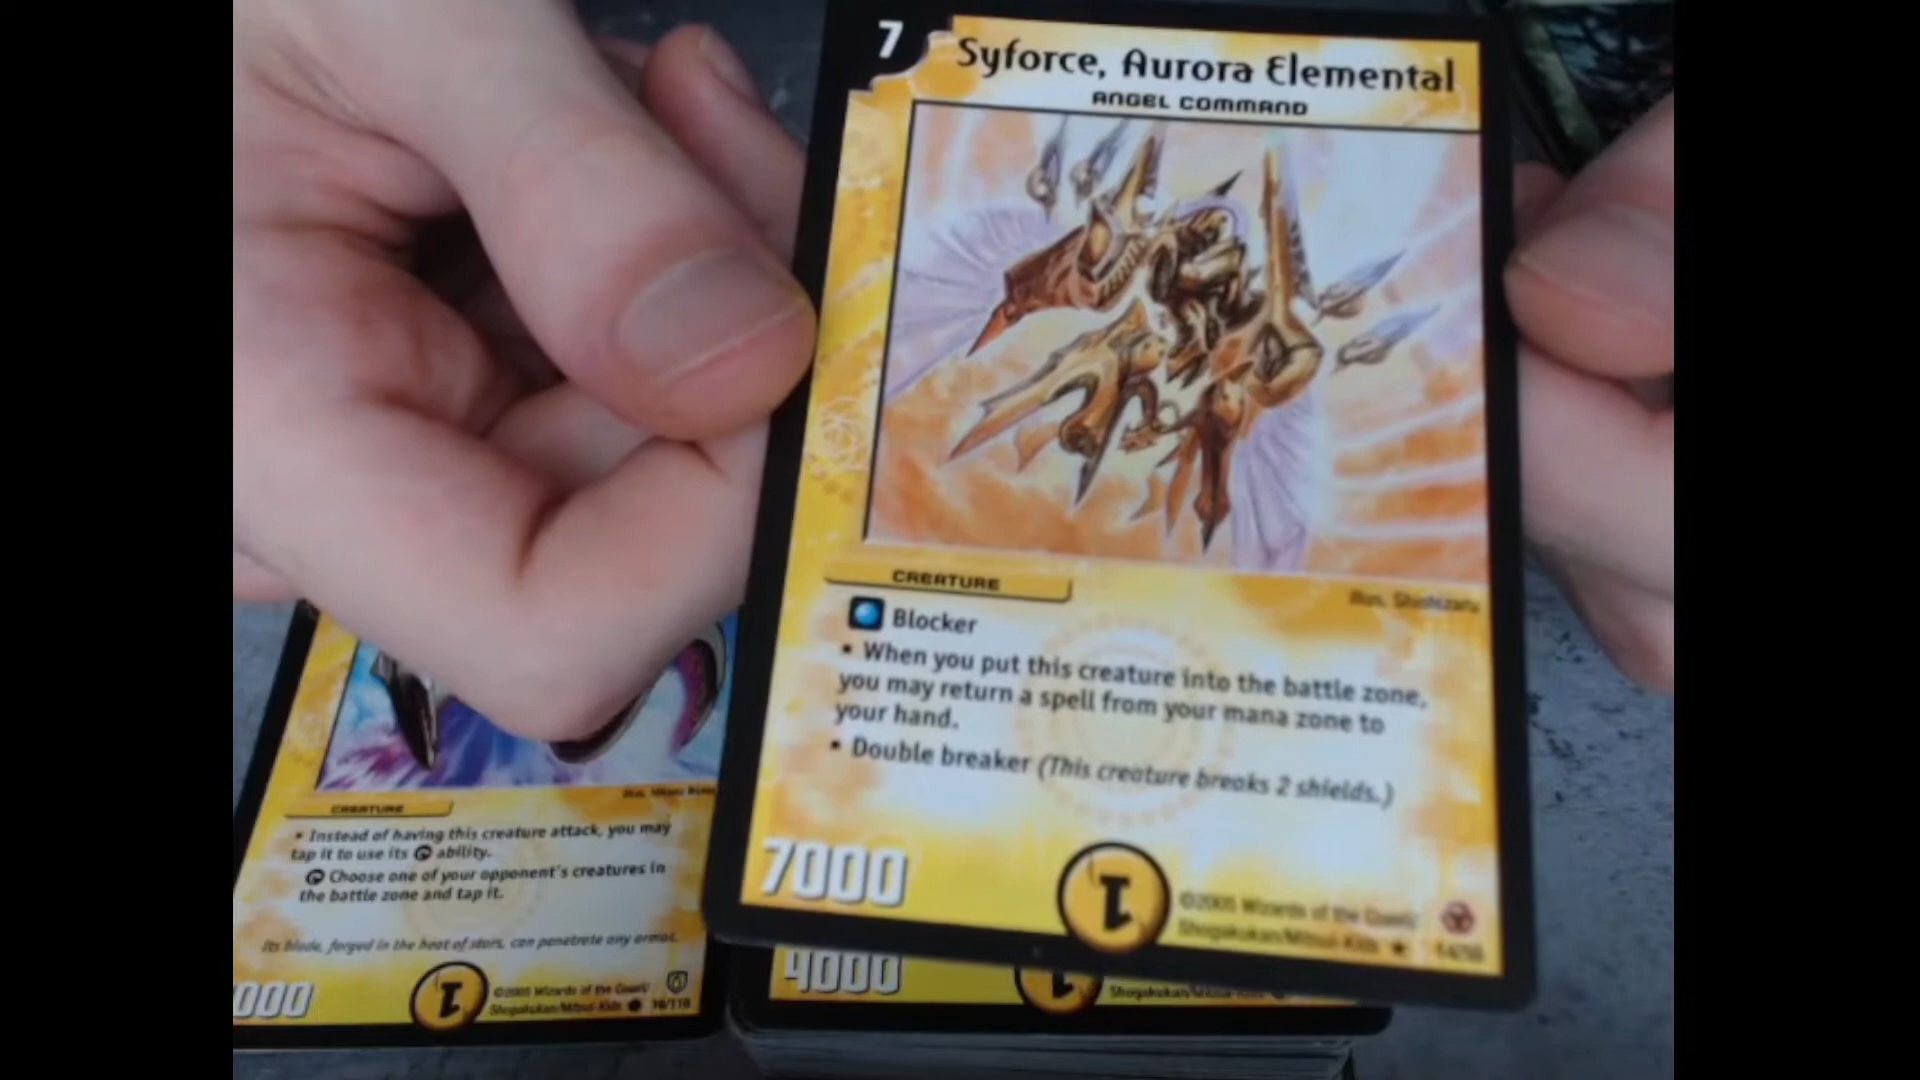 7
Syforce, Aurora Elemental
ANGEL COMMAND
CREATURE
Illus. Shishizaru
Blocker
▪ When you put this creature into the battle zone,
you may return a spell from your mana zone to
your hand.
▪ Double breaker (This creature breaks 2 shields.)
7000
1
©2005 Wizards of the Coast/
Shogakukan/Mitsui-Kids
CREATURE
▪ Instead of having this creature attack, you may
tap it to use its ability.
Choose one of your opponent's creatures in
the battle zone and tap it.
Its blade, forged in the heat of stars, can penetrate any armor.
000
1
©2005 Wizards of the Coast/
Shogakukan/Mitsui-Kids 16/110
4000
1
Shogakukan/Mitsui-Kids